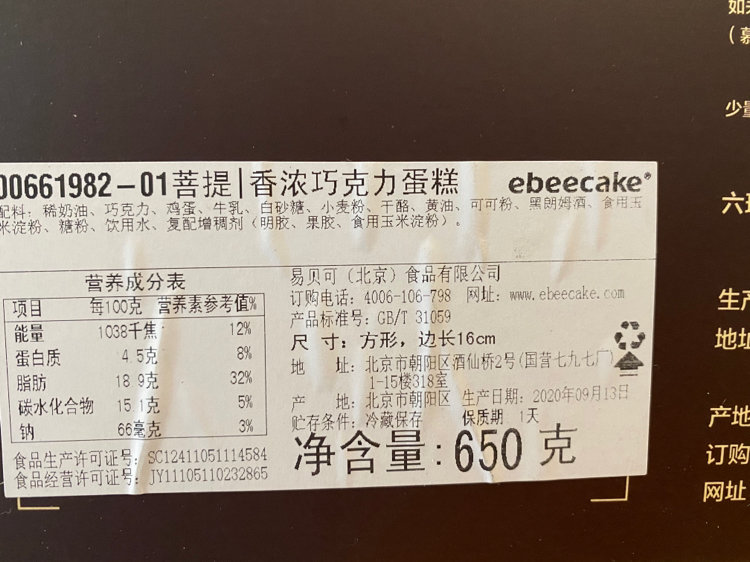 00661982-01菩提|香浓巧克力蛋糕 ebeecake®
配料：稀奶油、巧克力、鸡蛋、牛乳、白砂糖、小麦粉、干酪、黄油、可可粉、黑朗姆酒、食用玉
米淀粉、糖粉、饮用水、复配增稠剂（明胶、果胶、食用玉米淀粉）。
营养成分表
项目 每100克 营养素参考值%
能量 1038千焦 12%
蛋白质 4.5克 8%
脂肪 18.9克 32%
碳水化合物 15.1克 5%
钠 66毫克 3%
食品生产许可证号：SC12411051114584
食品经营许可证号：JY11105110232865
易贝可（北京）食品有限公司
订购电话：4006-106-798 网址：www.ebeecake.com
产品标准号：GB/T 31059
尺 寸：方形，边长16cm
地 址：北京市朝阳区酒仙桥2号(国营七九七厂)
1-15楼318室
产 地：北京市朝阳区 生产日期：2020年09月13日
贮存条件：冷藏保存 保质期 1天
净含量：650 克
如
（慕
少量
六
生产
地址
产地
订购
网址